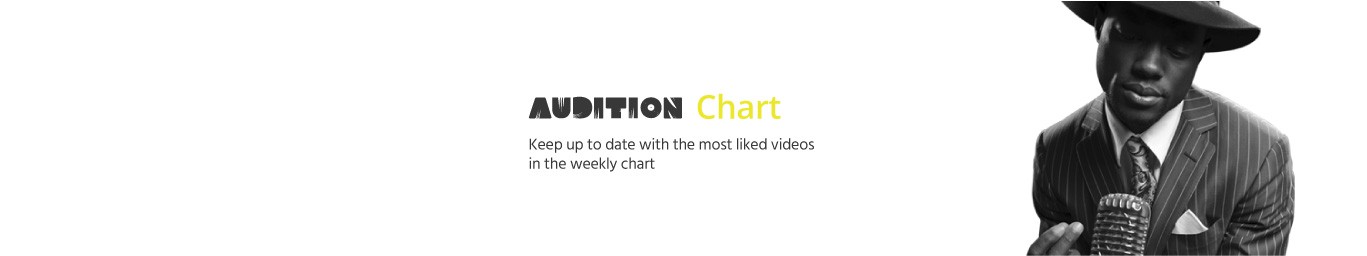 AUDITION Chart
Keep up to date with the most liked videos
in the weekly chart